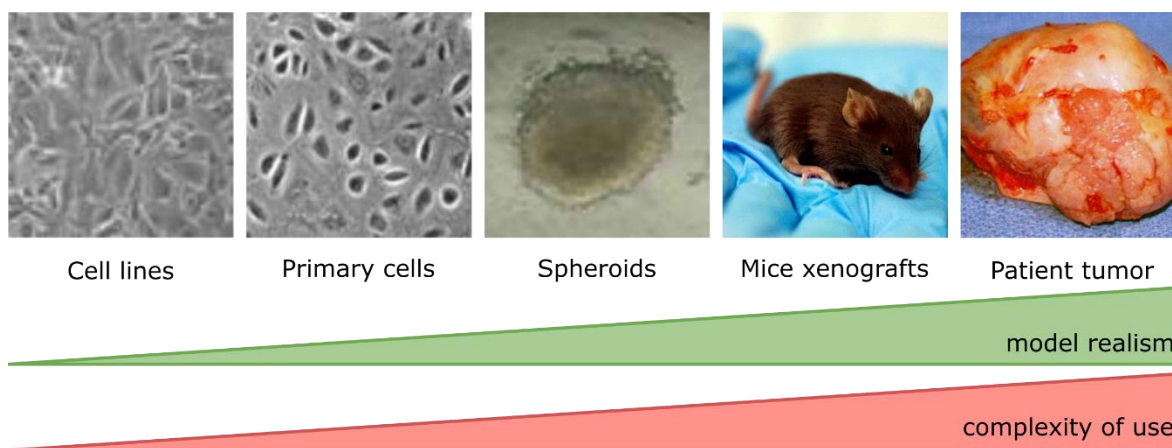 Cell lines
Primary cells
Spheroids
Mice xenografts
Patient tumor
model realism
complexity of use